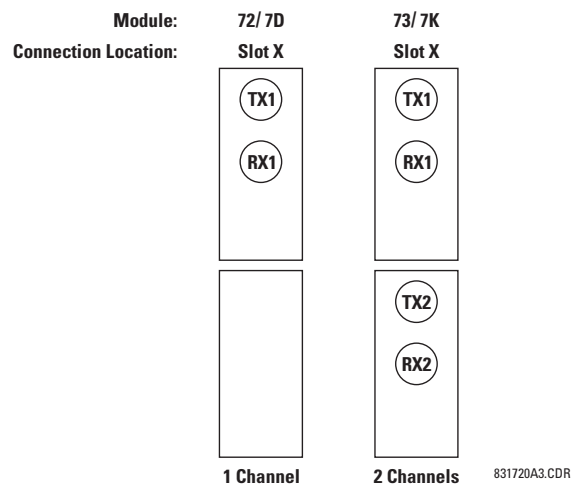 Module: 72/ 7D 73/ 7K
Connection Location: Slot X Slot X
TX1 TX1
RX1 RX1
TX2
RX2
1 Channel 2 Channels 831720A3.CDR